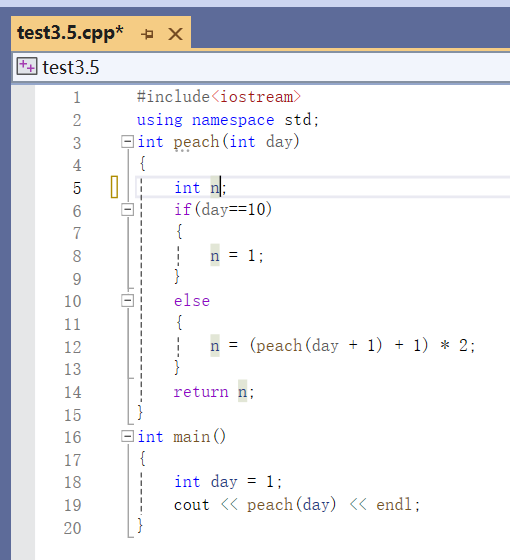 test3.5.cpp*
test3.5
1 #include<iostream>
2 using namespace std;
3 int peach(int day)
4 {
5 int n;
6 if(day==10)
7 {
8 n = 1;
9 }
10 else
11 {
12 n = (peach(day + 1) + 1) * 2;
13 }
14 return n;
15 }
16 int main()
17 {
18 int day = 1;
19 cout << peach(day) << endl;
20 }